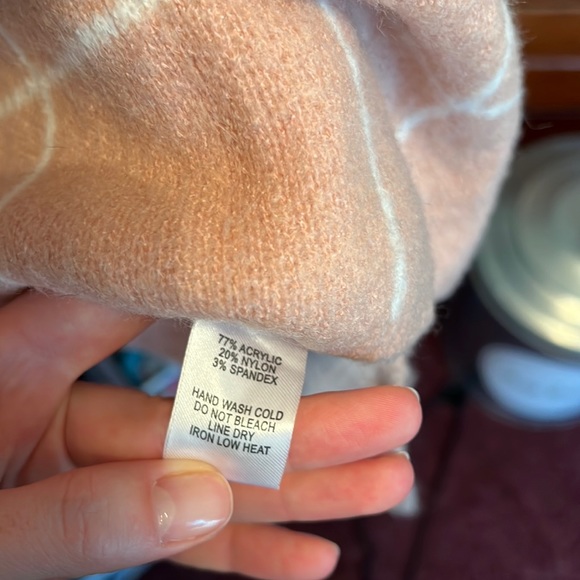 77% ACRYLIC
20% NYLON
3% SPANDEX
HAND WASH COLD
DO NOT BLEACH
LINE DRY
IRON LOW HEAT